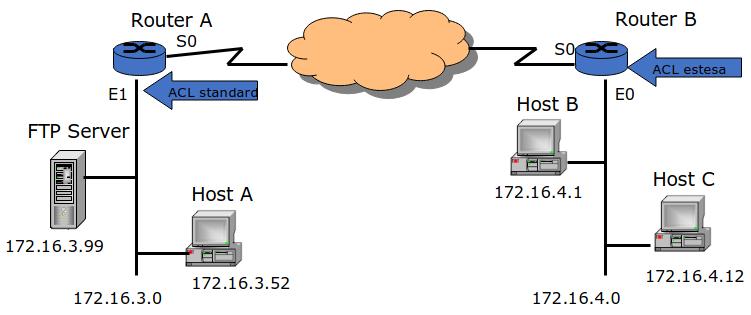 Router A
Router B
S0
S0
ACL estesa
E1
ACL standard
E0
Host B
FTP Server
Host A
Host C
172.16.4.1
172.16.3.99
172.16.3.52
172.16.4.12
172.16.3.0
172.16.4.0